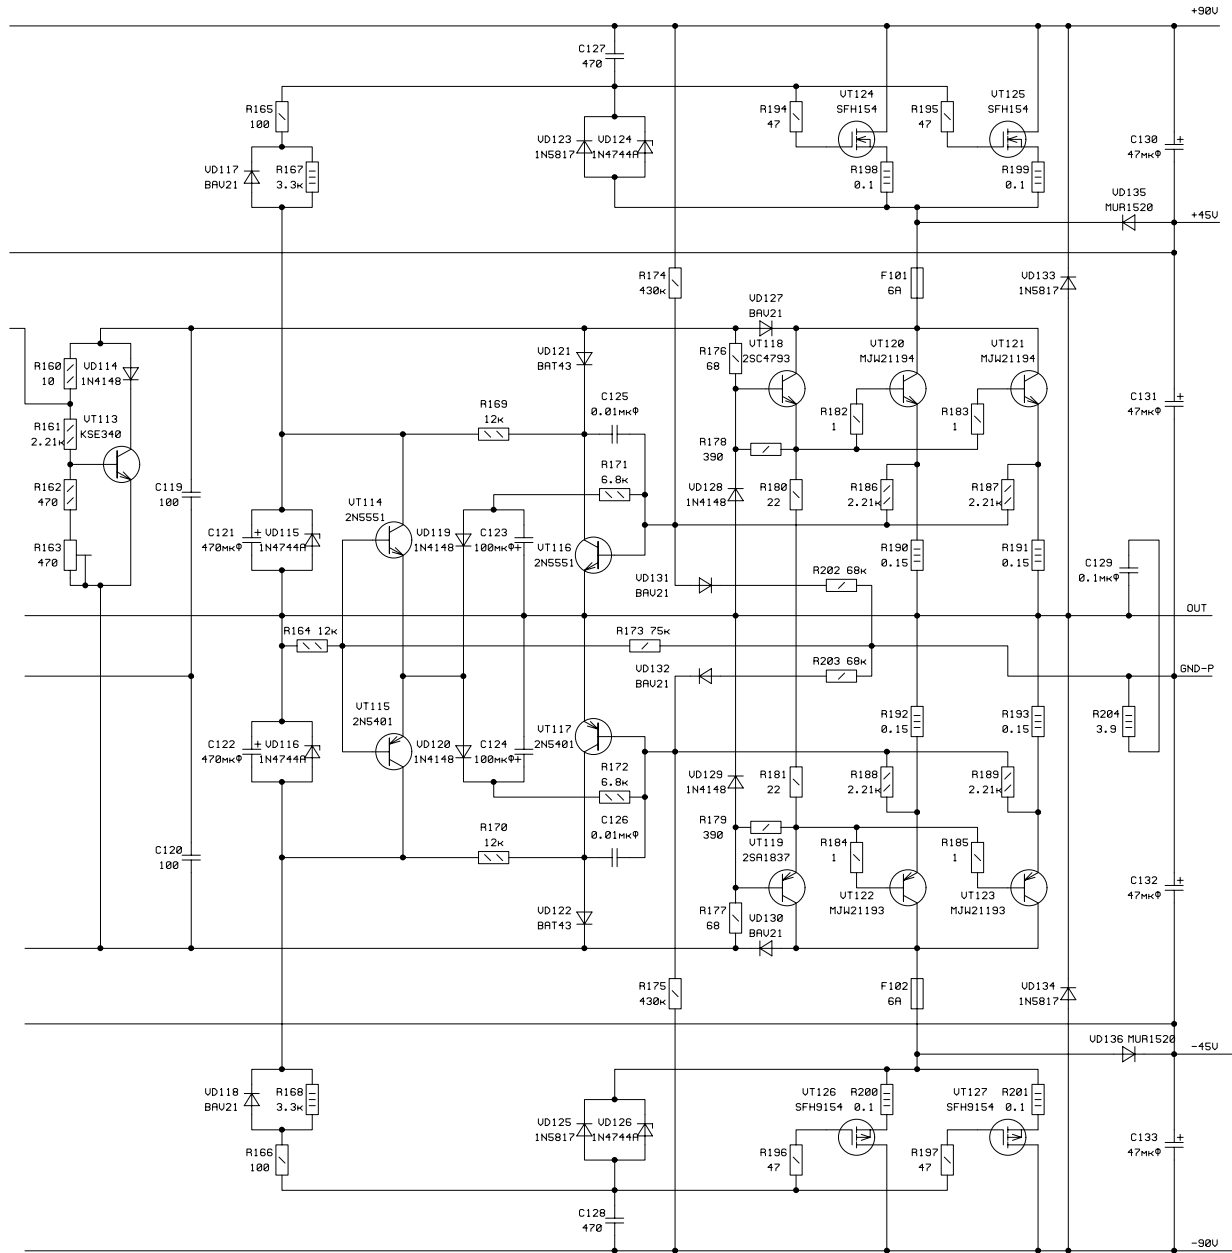 +90V
C127
470
R165
100
VD123
1N5817
VD124
1N4744A
R194
47
VT124
SFH154
R195
47
VT125
SFH154
C130
47мкФ
VD117
BAV21
R167
3.3к
R198
0.1
R199
0.1
VD135
MUR1520
+45V
R174
430к
F101
6A
VD133
1N5817
VD127
BAV21
R160
10
VD114
1N4148
VD121
BAT43
R176
68
VT118
2SC4793
VT120
MJW21194
VT121
MJW21194
C131
47мкФ
R161
2.21к
VT113
KSE340
R169
12к
C125
0.01мкФ
R182
1
R183
1
R178
390
R162
470
C119
100
R171
6.8к
VD128
1N4148
R180
22
R186
2.21к
R187
2.21к
VT114
2N5551
R163
470
C121
470мкФ
VD115
1N4744A
VD119
1N4148
C123
100мкФ
VT116
2N5551
R190
0.15
R191
0.15
C129
0.1мкФ
VD131
BAV21
R202 68к
OUT
R164 12к
R173 75к
VD132
BAV21
R203 68к
GND-P
VT115
2N5401
R192
0.15
R193
0.15
R204
3.9
C122
470мкФ
VD116
1N4744A
VD120
1N4148
C124
100мкФ
VT117
2N5401
R172
6.8к
VD129
1N4148
R181
22
R188
2.21к
R189
2.21к
R179
390
C120
100
R170
12к
C126
0.01мкФ
VT119
2SA1837
R184
1
R185
1
VT122
MJW21193
VT123
MJW21193
C132
47мкФ
VD122
BAT43
R177
68
VD130
BAV21
R175
430к
F102
6A
VD134
1N5817
VD136 MUR1520
-45V
VD118
BAV21
R168
3.3к
VT126
SFH9154
R200
0.1
VT127
SFH9154
R201
0.1
VD125
1N5817
VD126
1N4744A
R166
100
R196
47
R197
47
C133
47мкФ
C128
470
-90V